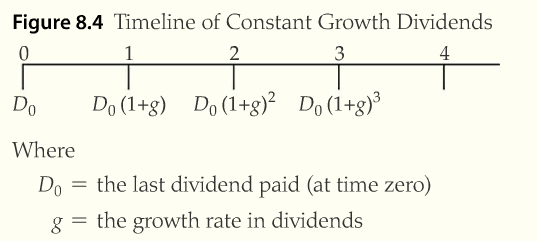 Figure 8.4 Timeline of Constant Growth Dividends
0 1 2 3 4
D₀ D₀ (1+g) D₀ (1+g)² D₀ (1+g)³
Where
D₀ = the last dividend paid (at time zero)
g = the growth rate in dividends